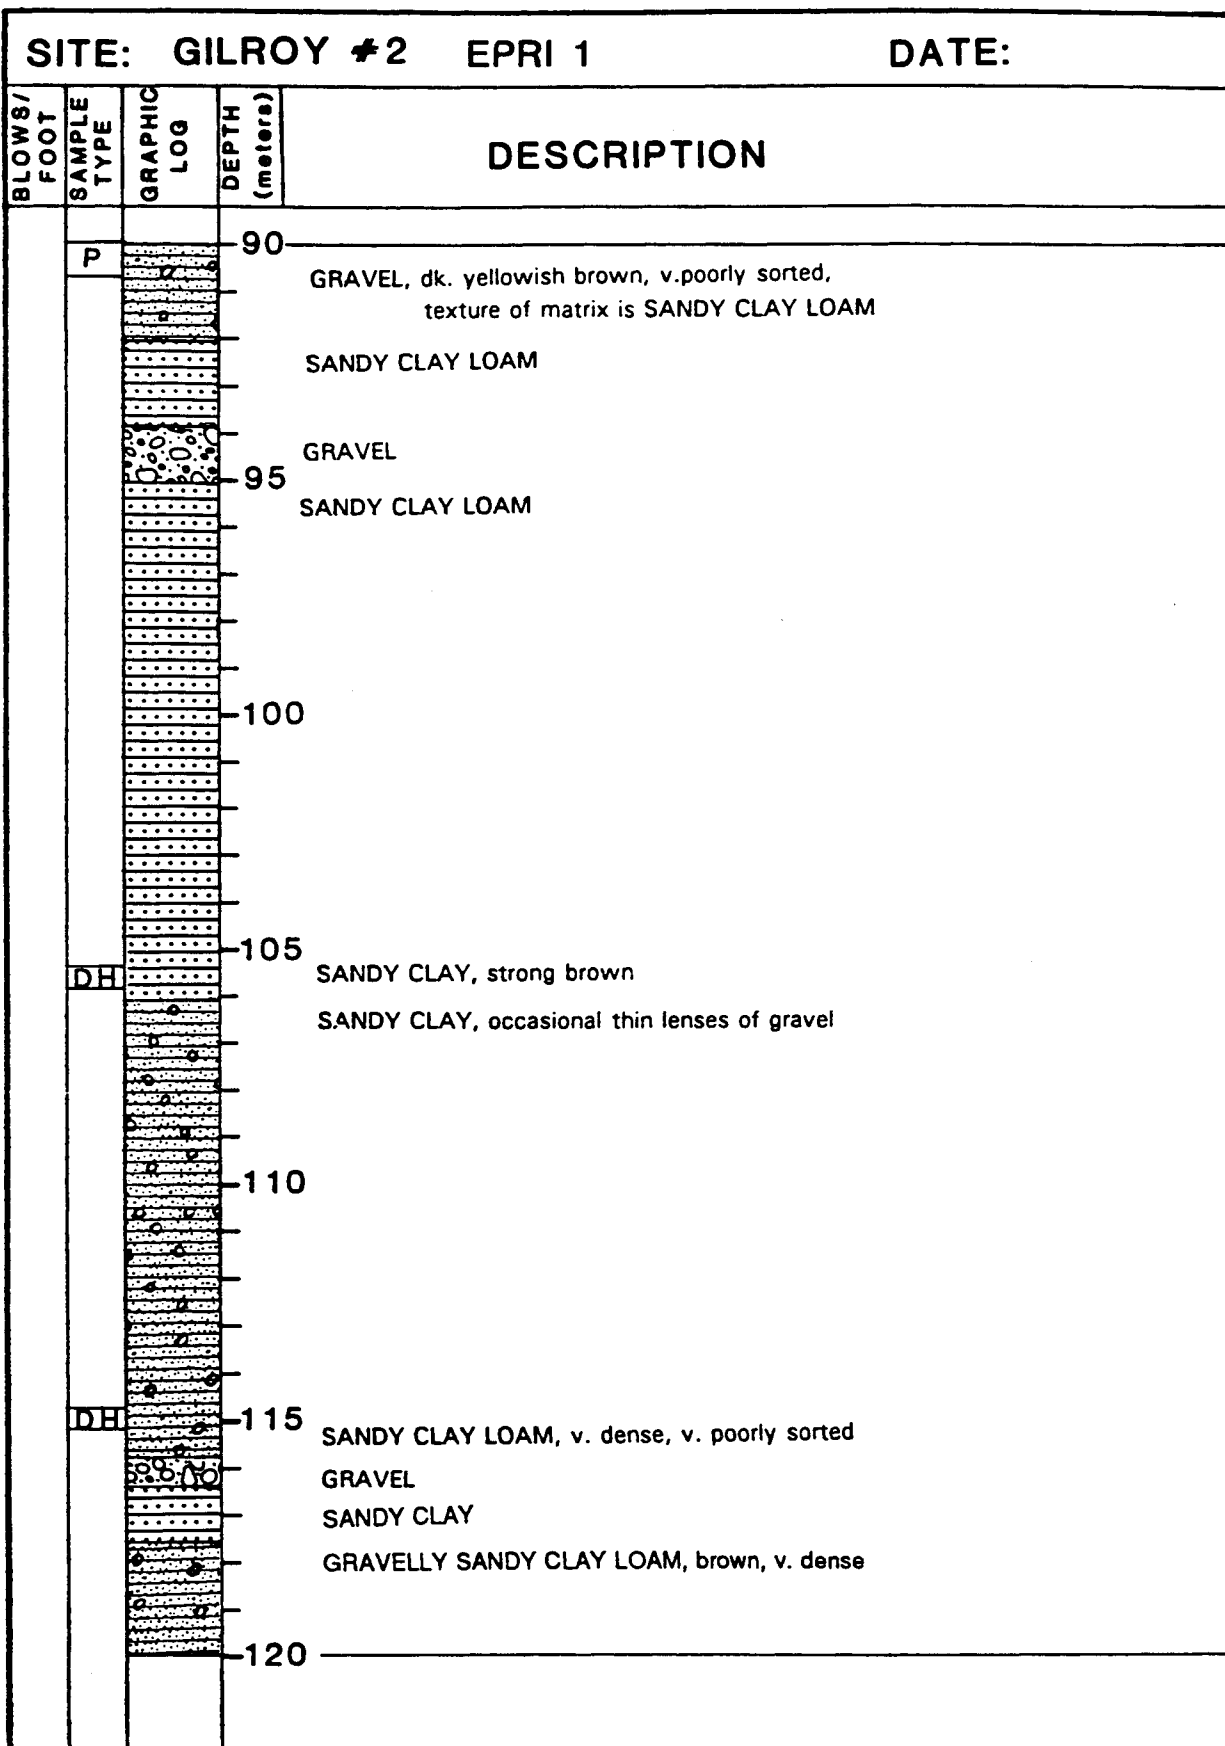 SITE: GILROY #2 EPRI 1 DATE:
BLOWS/
FOOT
SAMPLE
TYPE
GRAPHIC
LOG
DEPTH
(meters)
DESCRIPTION
90
P
GRAVEL, dk. yellowish brown, v.poorly sorted,
texture of matrix is SANDY CLAY LOAM
SANDY CLAY LOAM
GRAVEL
95
SANDY CLAY LOAM
100
105
DH
SANDY CLAY, strong brown
SANDY CLAY, occasional thin lenses of gravel
110
DH
115
SANDY CLAY LOAM, v. dense, v. poorly sorted
GRAVEL
SANDY CLAY
GRAVELLY SANDY CLAY LOAM, brown, v. dense
120